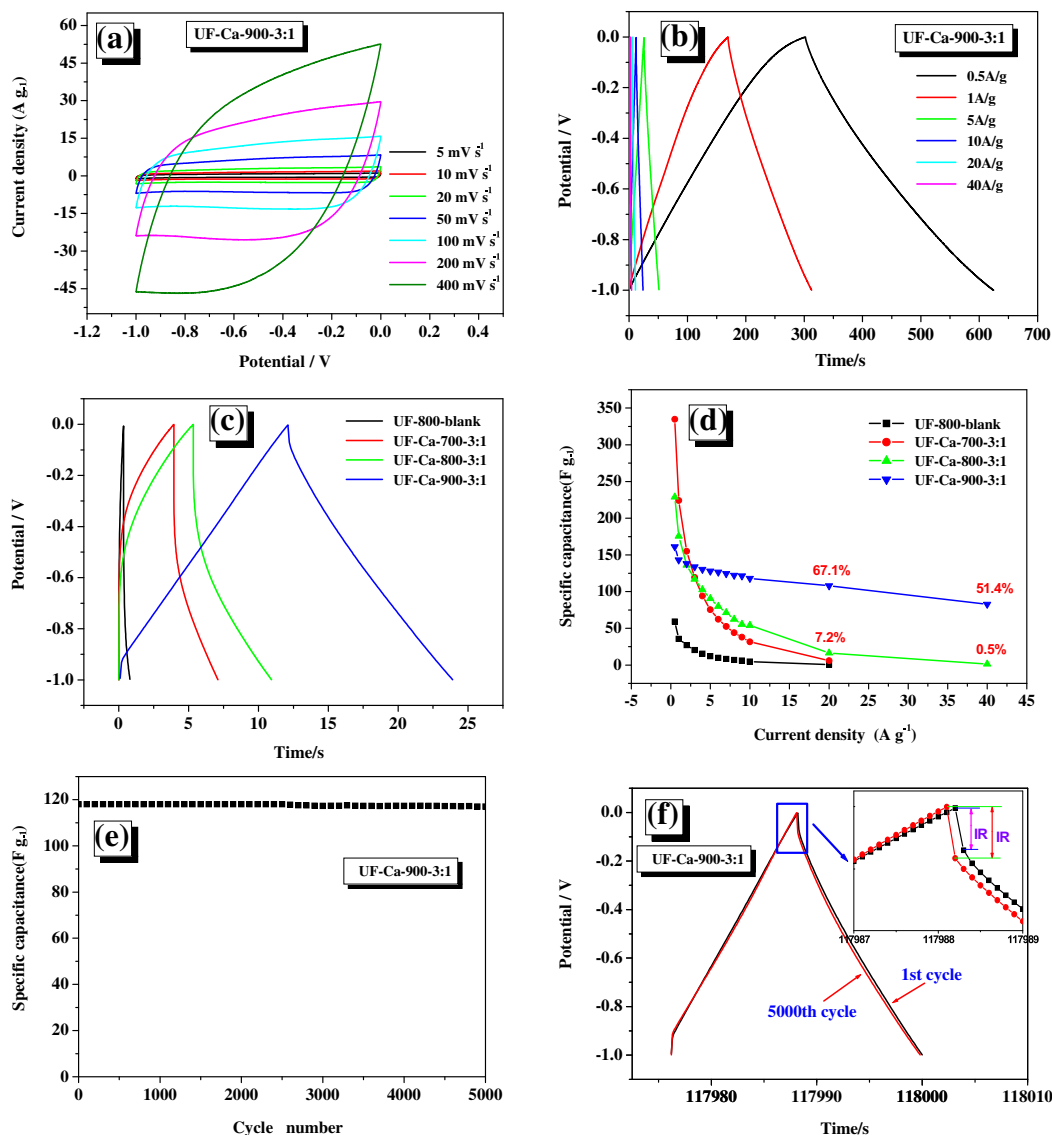 (a)
UF-Ca-900-3:1
Current density (A g-1)
60
45
30
15
0
-15
-30
-45
5 mV s-1
10 mV s-1
20 mV s-1
50 mV s-1
100 mV s-1
200 mV s-1
400 mV s-1
-1.2 -1.0 -0.8 -0.6 -0.4 -0.2 0.0 0.2 0.4
Potential / V
(b)
UF-Ca-900-3:1
Potential / V
0.0
-0.2
-0.4
-0.6
-0.8
-1.0
0.5A/g
1A/g
5A/g
10A/g
20A/g
40A/g
0 100 200 300 400 500 600 700
Time/s
(c)
Potential / V
0.0
-0.2
-0.4
-0.6
-0.8
-1.0
UF-800-blank
UF-Ca-700-3:1
UF-Ca-800-3:1
UF-Ca-900-3:1
0 5 10 15 20 25
Time/s
(d)
Specific capacitance(F g-1)
350
300
250
200
150
100
50
0
UF-800-blank
UF-Ca-700-3:1
UF-Ca-800-3:1
UF-Ca-900-3:1
67.1%
51.4%
7.2%
0.5%
-5 0 5 10 15 20 25 30 35 40 45
Current density (A g-1)
(e)
Specific capacitance(F g-1)
120
100
80
60
40
20
0
UF-Ca-900-3:1
0 1000 2000 3000 4000 5000
Cycle number
(f)
UF-Ca-900-3:1
Potential / V
0.0
-0.2
-0.4
-0.6
-0.8
-1.0
IR IR
117987 117988 117989
1st cycle
5000th cycle
117980 117990 118000 118010
Time/s